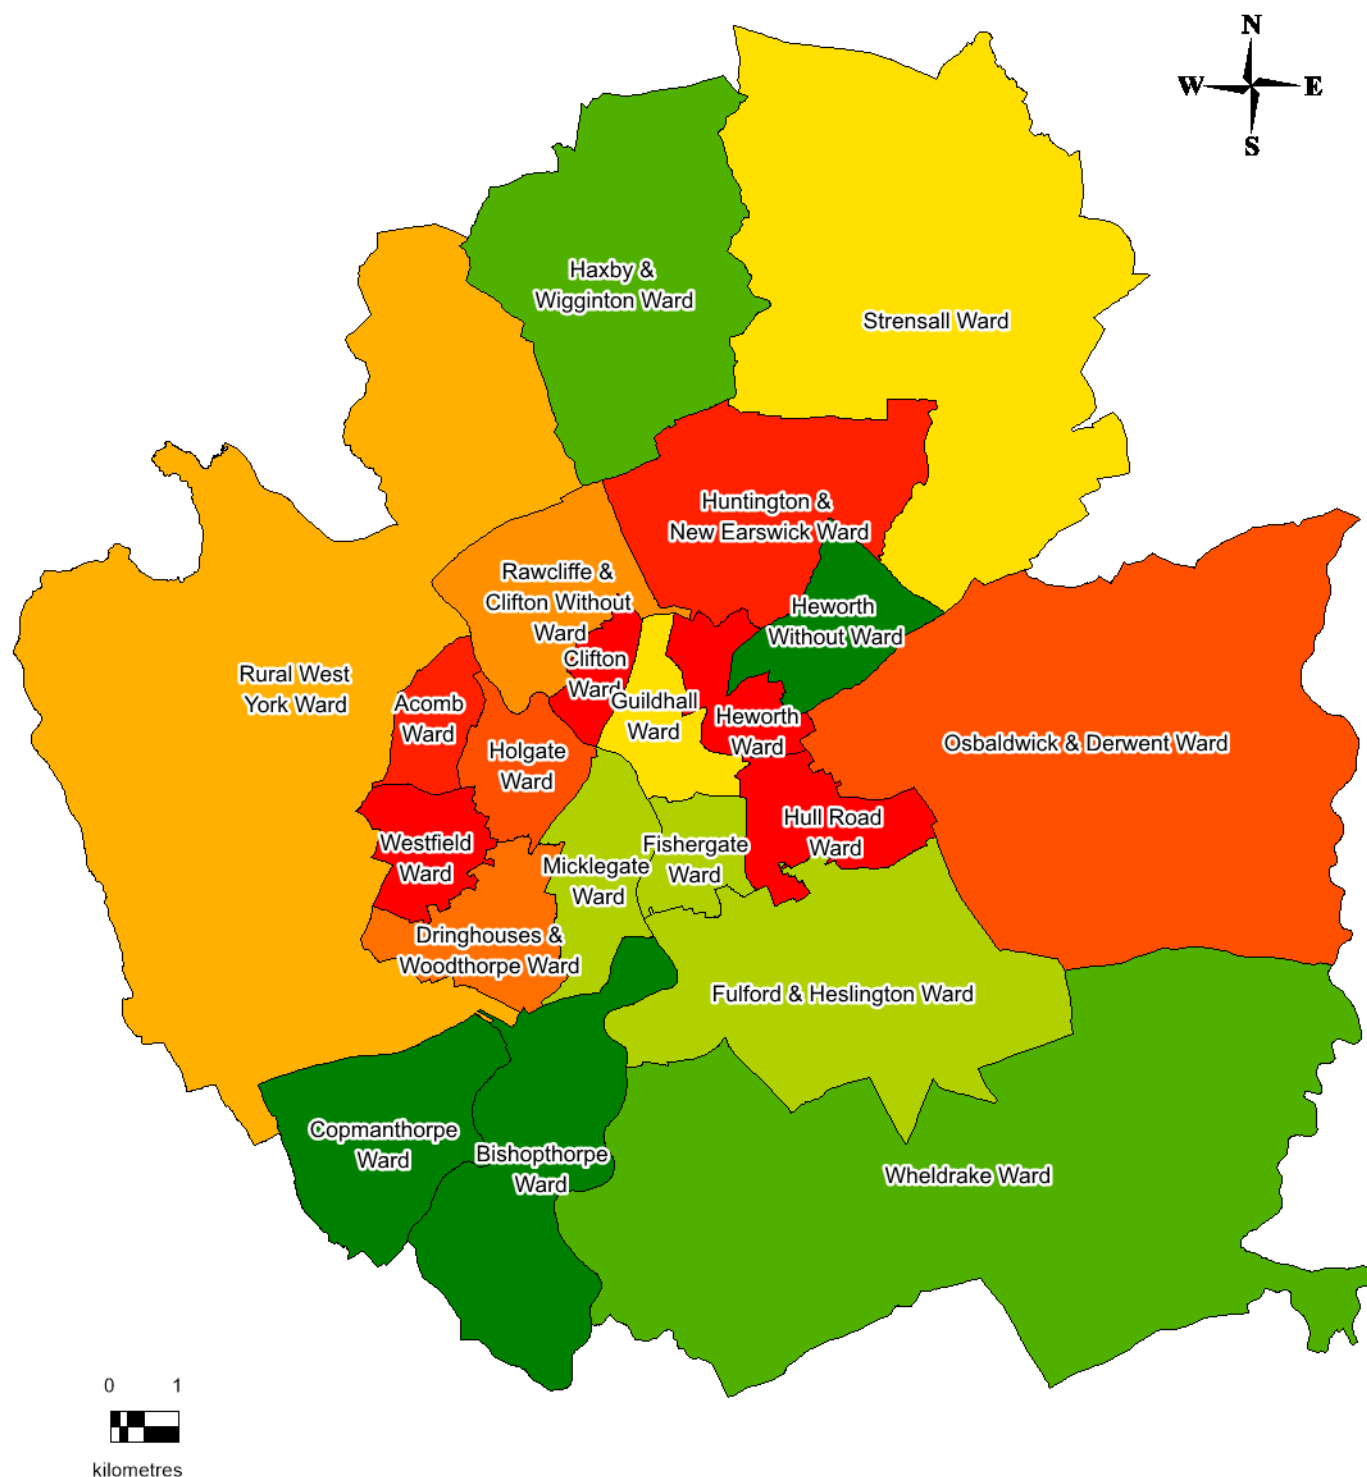 N
W E
S
Haxby &
Wigginton Ward
Strensall Ward
Huntington &
New Earswick Ward
Rawcliffe &
Clifton Without
Ward
Heworth
Without Ward
Rural West
York Ward
Clifton
Ward
Acomb
Ward
Guildhall
Ward
Heworth
Ward
Osbaldwick & Derwent Ward
Holgate
Ward
Hull Road
Ward
Westfield
Ward
Fishergate
Ward
Micklegate
Ward
Dringhouses &
Woodthorpe Ward
Fulford & Heslington Ward
Copmanthorpe
Ward
Bishopthorpe
Ward
Wheldrake Ward
0 1
kilometres